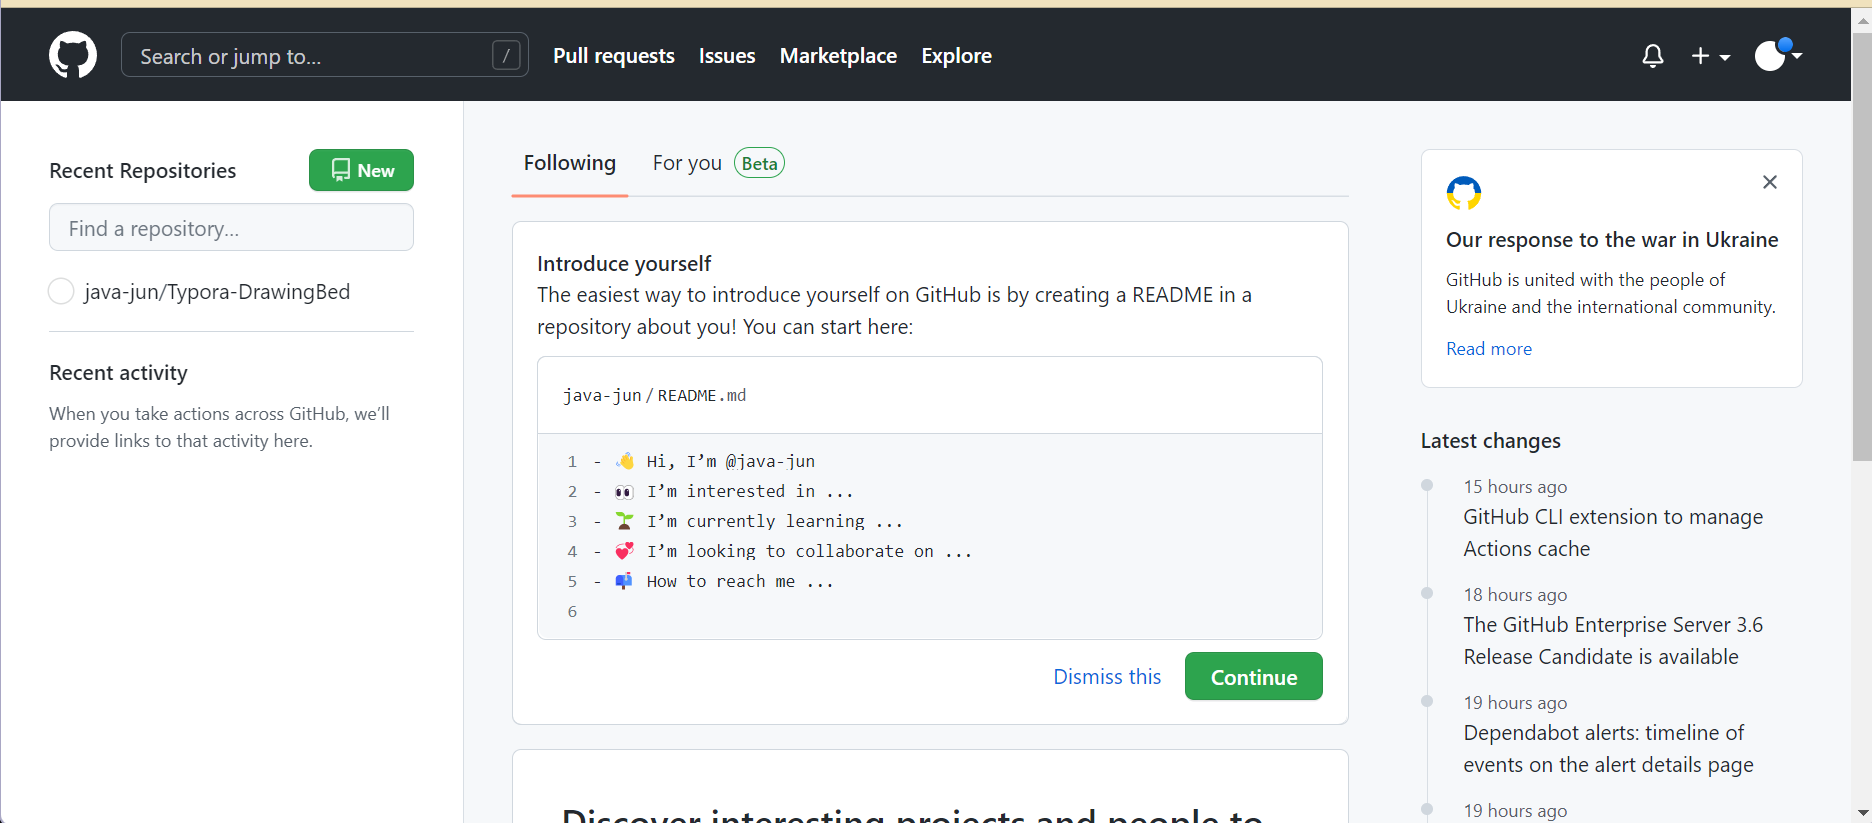 Search or jump to...
/
Pull requests
Issues
Marketplace
Explore
Recent Repositories
New
Find a repository...
java-jun/Typora-DrawingBed
Recent activity
When you take actions across GitHub, we’ll
provide links to that activity here.
Following
For you
Beta
Introduce yourself
The easiest way to introduce yourself on GitHub is by creating a README in a
repository about you! You can start here:
java-jun / README.md
1 - 👋 Hi, I’m @java-jun
2 - 👀 I’m interested in ...
3 - 🌱 I’m currently learning ...
4 - 💞️ I’m looking to collaborate on ...
5 - 📫 How to reach me ...
6
Dismiss this
Continue
Discover interesting projects and people to
Our response to the war in Ukraine
GitHub is united with the people of
Ukraine and the international community.
Read more
Latest changes
15 hours ago
GitHub CLI extension to manage
Actions cache
18 hours ago
The GitHub Enterprise Server 3.6
Release Candidate is available
19 hours ago
Dependabot alerts: timeline of
events on the alert details page
19 hours ago